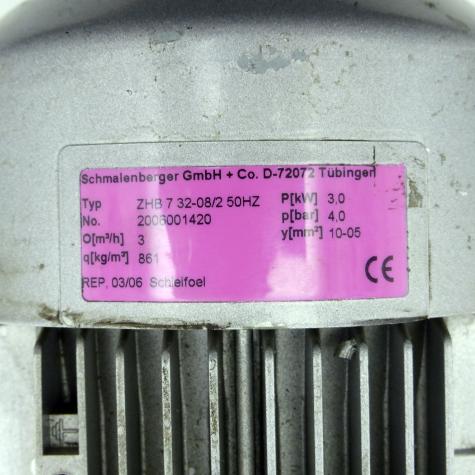 Schmalenberger GmbH + Co. D-72072 Tübingen
Typ ZHB 7 32-08/2 50HZ P[kW] 3,0
No. 2006001420 p[bar] 4,0
O[m³/h] 3 y[mm²] 10-05
q[kg/m³] 861
REP, 03/06 Schleifoel CE